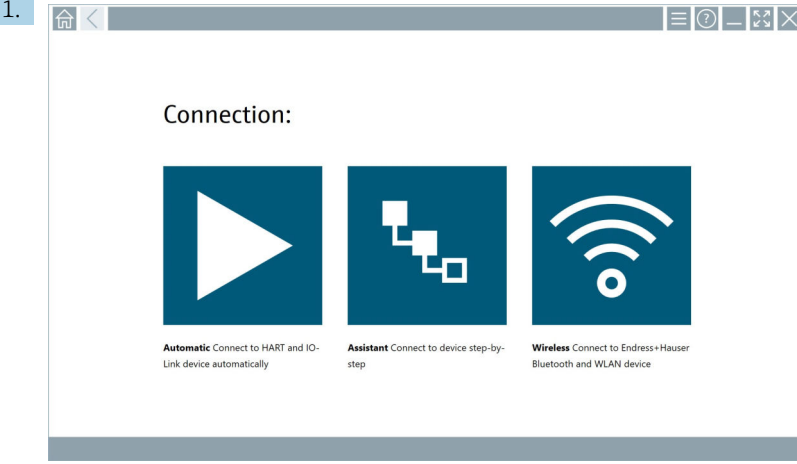 1.
Connection:
Automatic Connect to HART and IO-
Link device automatically
Assistant Connect to device step-by-
step
Wireless Connect to Endress+Hauser
Bluetooth and WLAN device